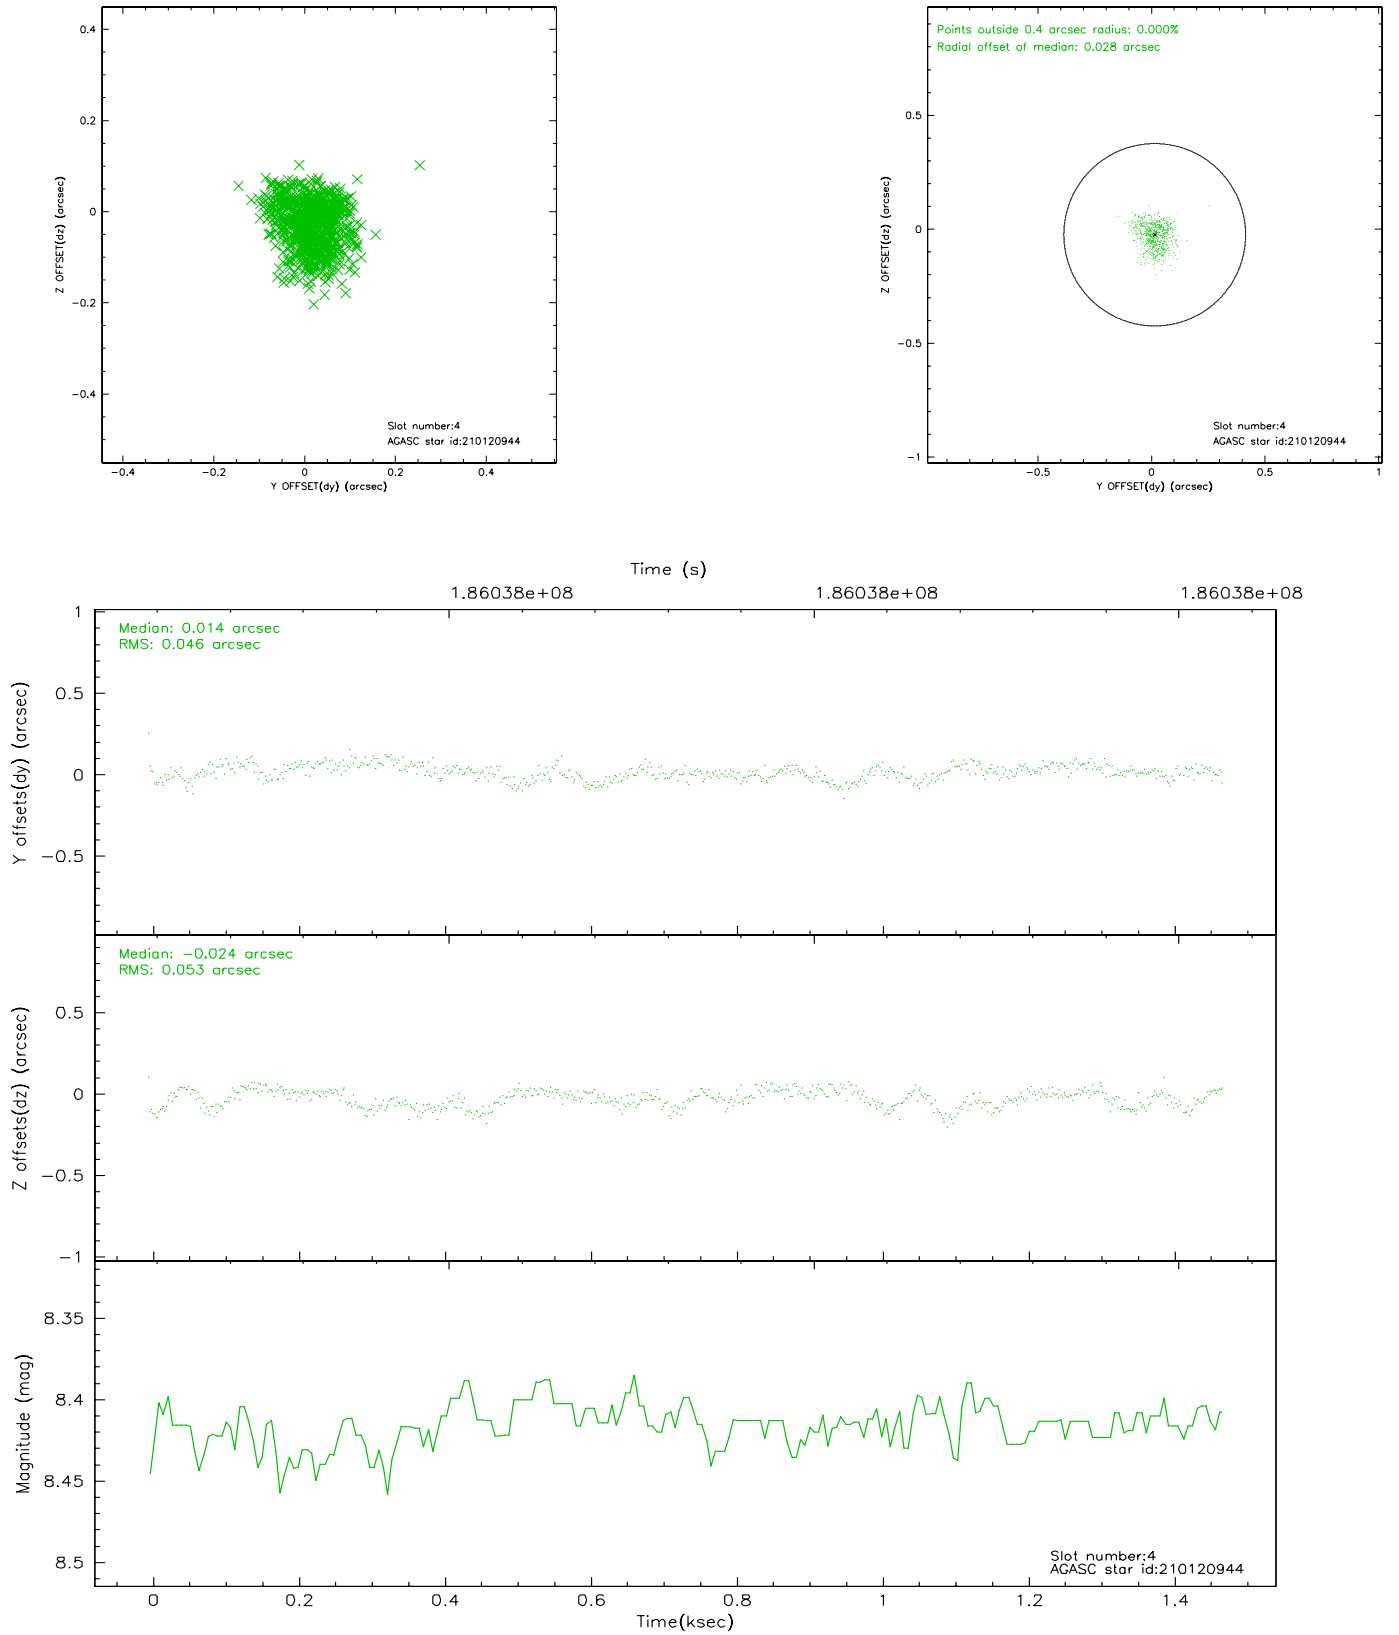 0.4
0.2
0
−0.2
−0.4
Z OFFSET(dz) (arcsec)
−0.4
−0.2
0
0.2
0.4
Y OFFSET(dy) (arcsec)
Slot number:4
AGASC star id:210120944
Points outside 0.4 arcsec radius: 0.000%
Radial offset of median: 0.028 arcsec
0.5
0
−0.5
−1
Z OFFSET(dz) (arcsec)
−0.5
0
0.5
1
Y OFFSET(dy) (arcsec)
Slot number:4
AGASC star id:210120944
Time (s)
1.86038e+08
1.86038e+08
1.86038e+08
Median: 0.014 arcsec
RMS: 0.046 arcsec
1
0.5
0
−0.5
Y offsets(dy) (arcsec)
Median: −0.024 arcsec
RMS: 0.053 arcsec
0.5
0
−0.5
−1
Z offsets(dz) (arcsec)
8.35
8.4
8.45
8.5
Magnitude (mag)
Slot number:4
AGASC star id:210120944
0
0.2
0.4
0.6
0.8
1
1.2
1.4
Time(ksec)